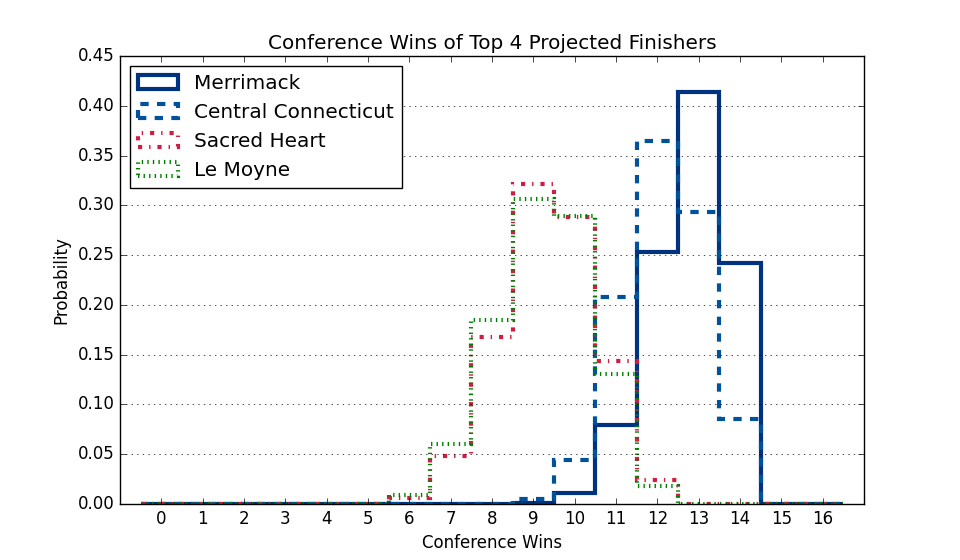 Conference Wins of Top 4 Projected Finishers
0.45
0.40
0.35
0.30
0.25
0.20
0.15
0.10
0.05
0.00
Probability
Merrimack
Central Connecticut
Sacred Heart
Le Moyne
0 1 2 3 4 5 6 7 8 9 10 11 12 13 14 15 16
Conference Wins